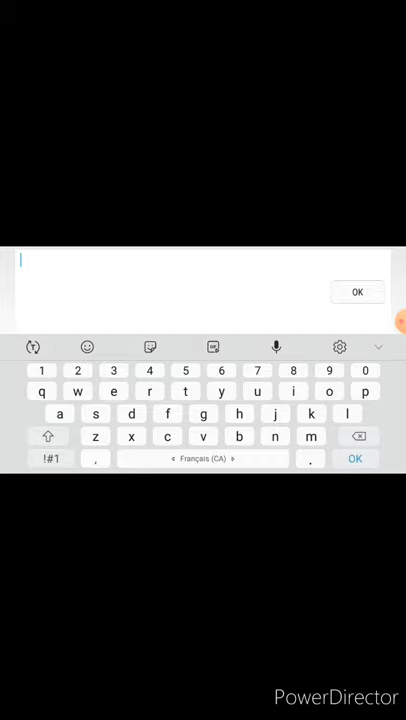 OK
1 2 3 4 5 6 7 8 9 0
q w e r t y u i o p
a s d f g h j k l
z x c v b n m
!#1 , Français (CA) . OK
PowerDirector